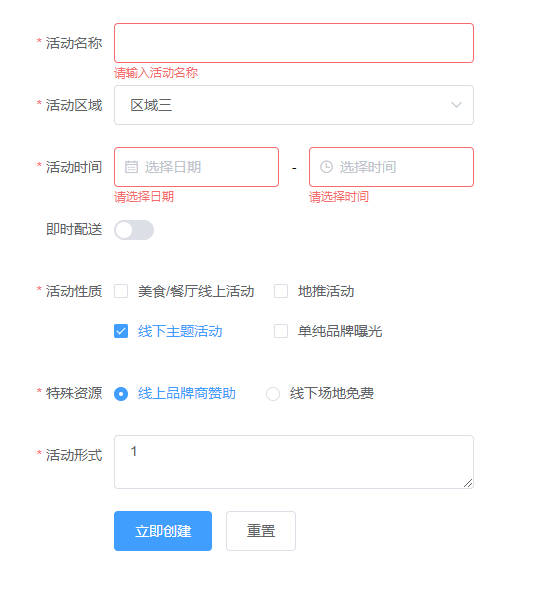 * 活动名称
请输入活动名称
* 活动区域 区域三
* 活动时间 选择日期 - 选择时间
请选择日期 请选择时间
即时配送
* 活动性质 美食/餐厅线上活动 地推活动
线下主题活动 单纯品牌曝光
* 特殊资源 线上品牌商赞助 线下场地免费
* 活动形式 1
立即创建 重置